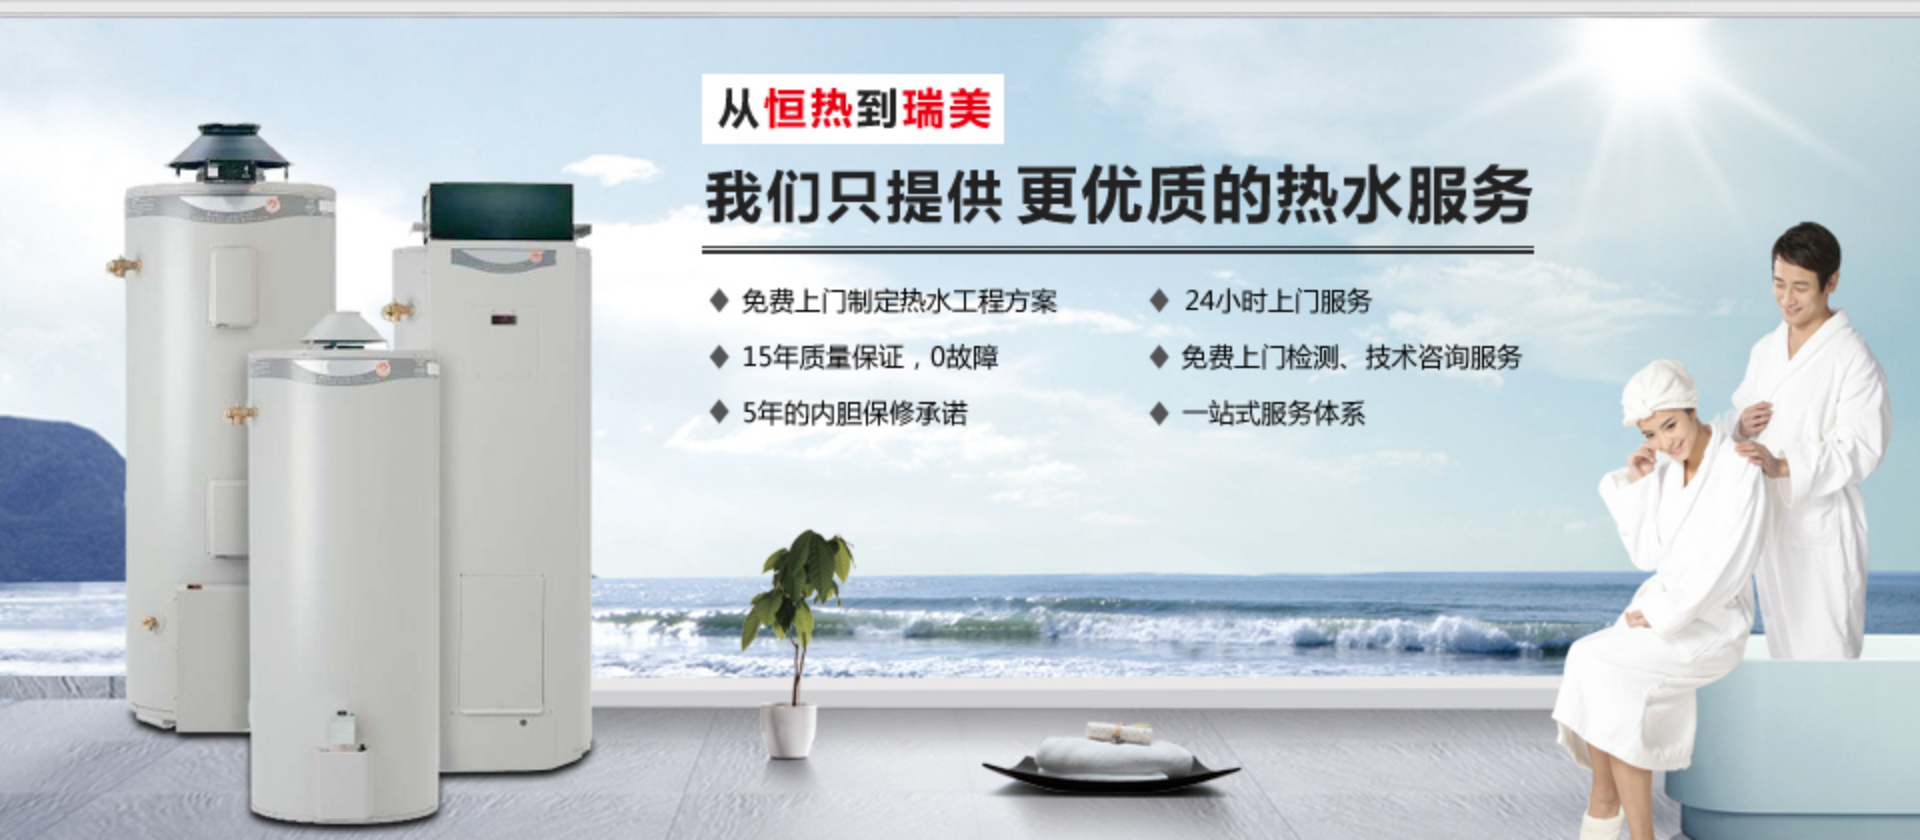 从恒热到瑞美
我们只提供 更优质的热水服务
免费上门制定热水工程方案
24小时上门服务
15年质量保证，0故障
免费上门检测、技术咨询服务
5年的内胆保修承诺
一站式服务体系